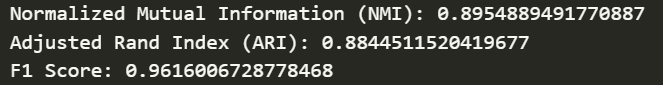 Normalized Mutual Information (NMI): 0.8954889491770887
Adjusted Rand Index (ARI): 0.8844511520419677
F1 Score: 0.9616006728778468